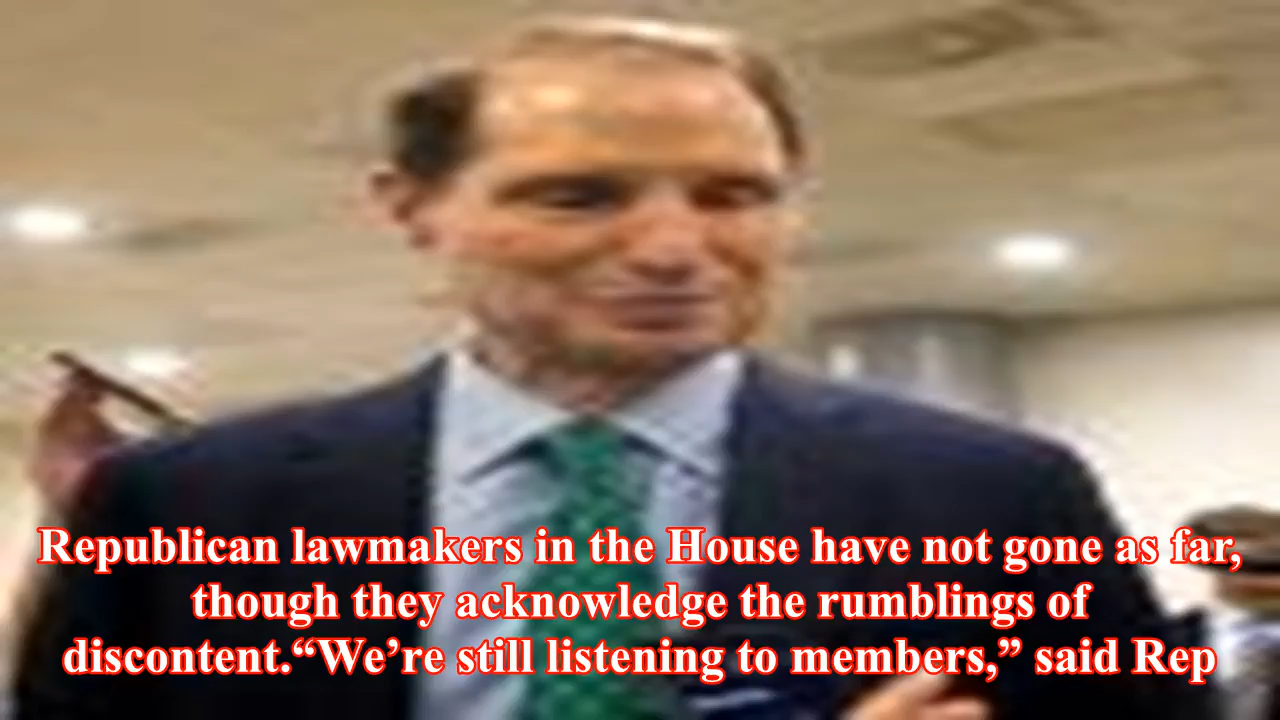 Republican lawmakers in the House have not gone as far,
though they acknowledge the rumblings of
discontent.“We’re still listening to members,” said Rep